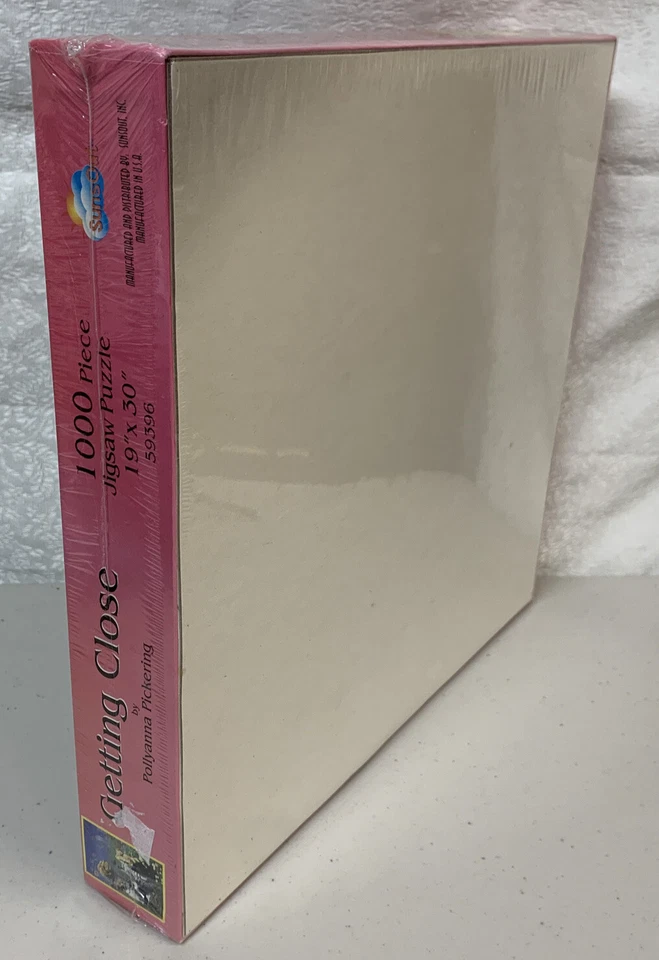 SunsOut
MANUFACTURED AND DISTRIBUTED BY: SUNSOUT, INC.
MANUFACTURED IN U.S.A.
1000 Piece
Jigsaw Puzzle
19"x 30"
59396
Getting Close
by
Pollyanna Pickering